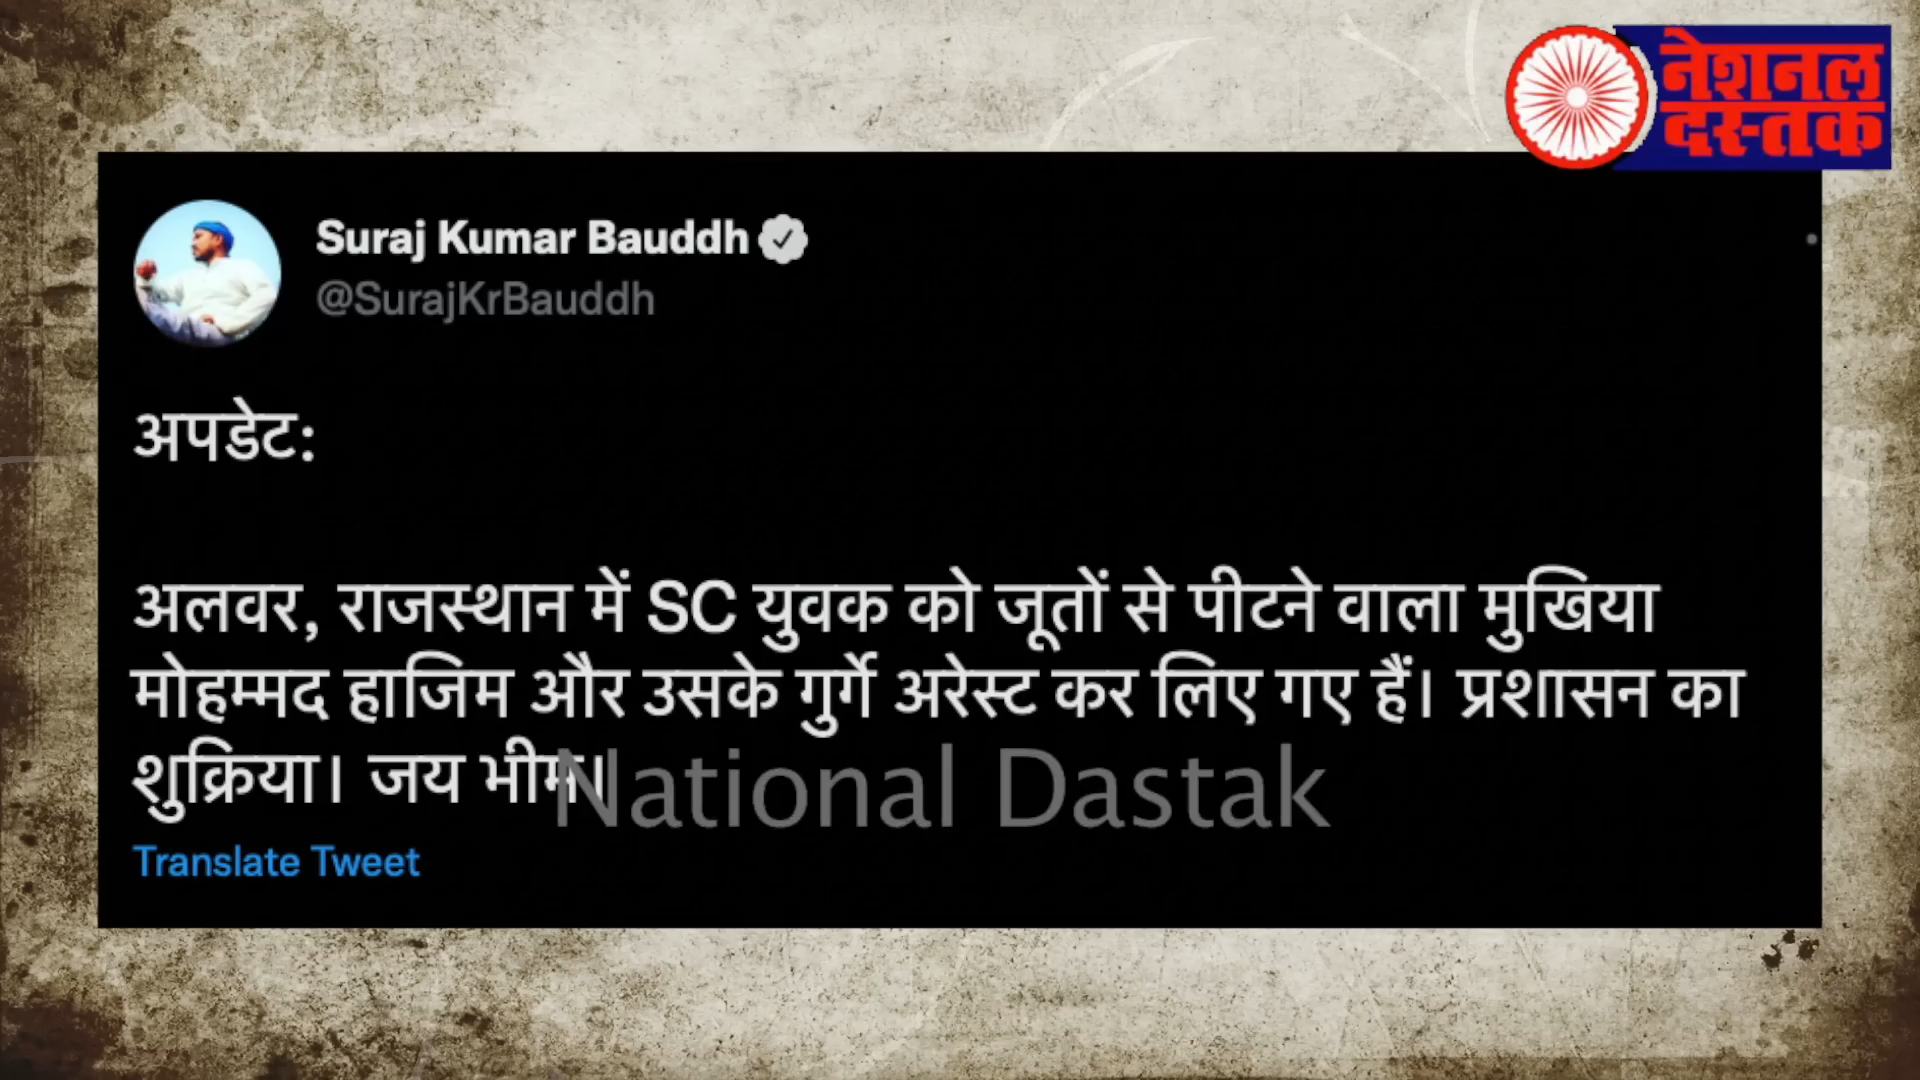 नेशनल
दस्तक
Suraj Kumar Bauddh
@SurajKrBauddh
अपडेट:
अलवर, राजस्थान में SC युवक को जूतों से पीटने वाला मुखिया
मोहम्मद हाजिम और उसके गुर्गे अरेस्ट कर लिए गए हैं। प्रशासन का
शुक्रिया। जय भीम।
National Dastak
Translate Tweet